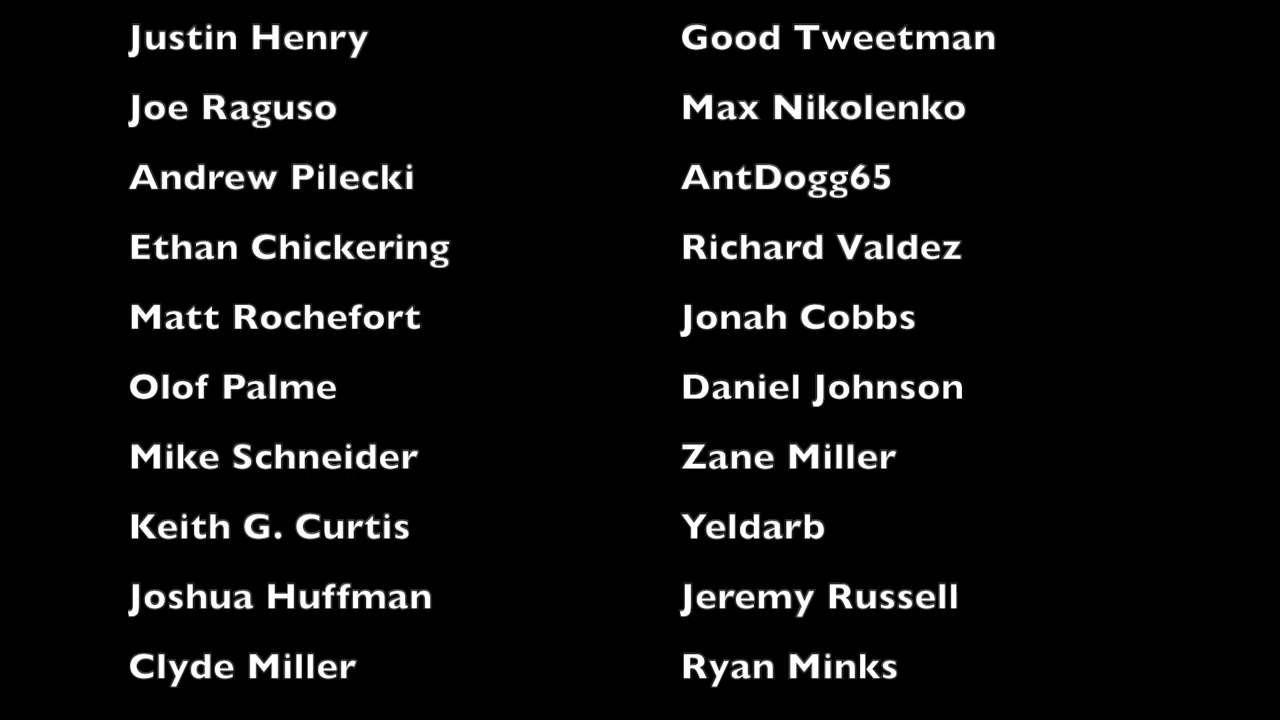 Justin Henry
Joe Raguso
Andrew Pilecki
Ethan Chickering
Matt Rochefort
Olof Palme
Mike Schneider
Keith G. Curtis
Joshua Huffman
Clyde Miller
Good Tweetman
Max Nikolenko
AntDogg65
Richard Valdez
Jonah Cobbs
Daniel Johnson
Zane Miller
Yeldarb
Jeremy Russell
Ryan Minks